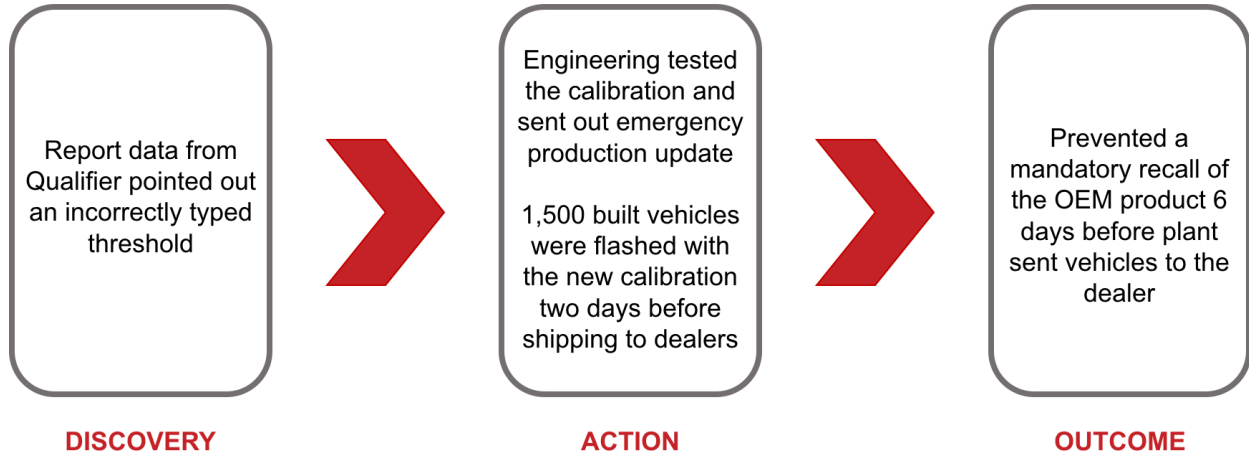 Report data from
Qualifier pointed out
an incorrectly typed
threshold
DISCOVERY
Engineering tested
the calibration and
sent out emergency
production update
1,500 built vehicles
were flashed with
the new calibration
two days before
shipping to dealers
ACTION
Prevented a
mandatory recall of
the OEM product 6
days before plant
sent vehicles to the
dealer
OUTCOME